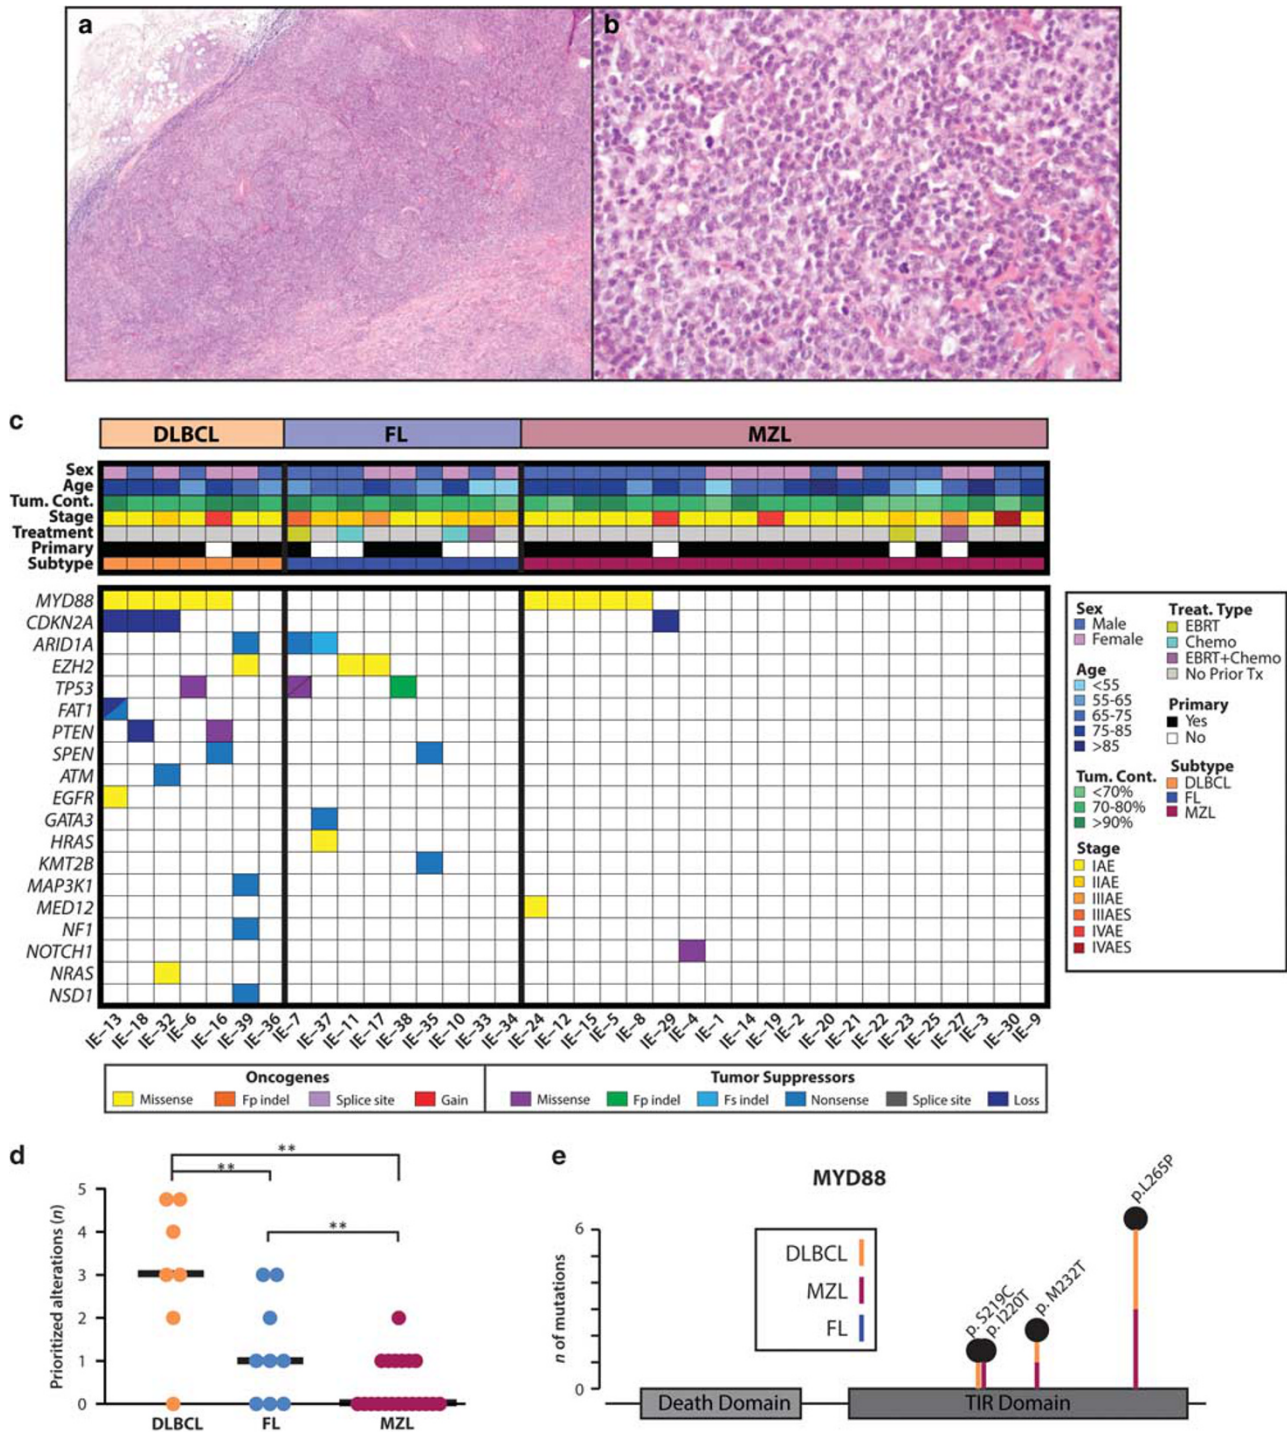 a
b
c
DLBCL FL MZL
Sex
Age
Tum. Cont.
Stage
Treatment
Primary
Subtype
MYD88
CDKN2A
ARID1A
EZH2
TP53
FAT1
PTEN
SPEN
ATM
EGFR
GATA3
HRAS
KMT2B
MAP3K1
MED12
NF1
NOTCH1
NRAS
NSD1
IE-13 IE-18 IE-32 IE-6 IE-16 IE-39 IE-36 IE-7 IE-37 IE-11 IE-17 IE-38 IE-35 IE-10 IE-33 IE-34 IE-24 IE-12 IE-15 IE-5 IE-8 IE-29 IE-4 IE-1 IE-14 IE-19 IE-2 IE-20 IE-21 IE-22 IE-23 IE-25 IE-27 IE-3 IE-30 IE-9
Sex
Male
Female
Age
<55
55-65
65-75
75-85
>85
Tum. Cont.
<70%
70-80%
>90%
Stage
IAE
IIAE
IIIAE
IIIAES
IVAE
IVAES
Treat. Type
EBRT
Chemo
EBRT+Chemo
No Prior Tx
Primary
Yes
No
Subtype
DLBCL
FL
MZL
Oncogenes
Missense Fp indel Splice site Gain
Tumor Suppressors
Missense Fp indel Fs indel Nonsense Splice site Loss
d
Prioritized alterations (n)
5
4
3
2
1
0
**
**
**
DLBCL FL MZL
e
MYD88
n of mutations
6
0
DLBCL
MZL
FL
p. S219C
p. I220T
p. M232T
p.L265P
Death Domain
TIR Domain